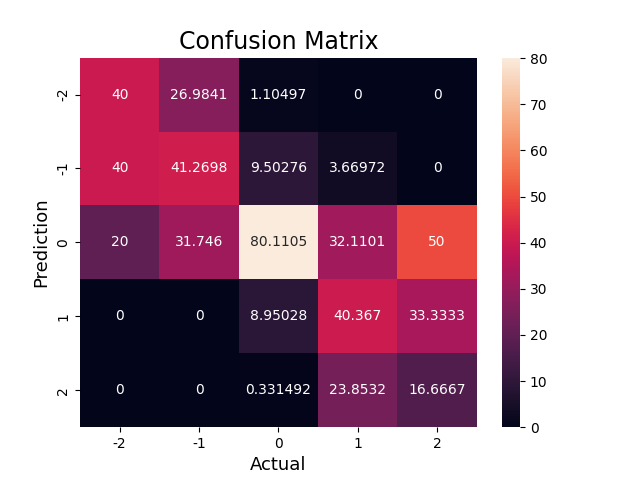 Confusion Matrix
-2 40 26.9841 1.10497 0 0
-1 40 41.2698 9.50276 3.66972 0
0 20 31.746 80.1105 32.1101 50
1 0 0 8.95028 40.367 33.3333
2 0 0 0.331492 23.8532 16.6667
-2 -1 0 1 2
Prediction
Actual
80
70
60
50
40
30
20
10
0